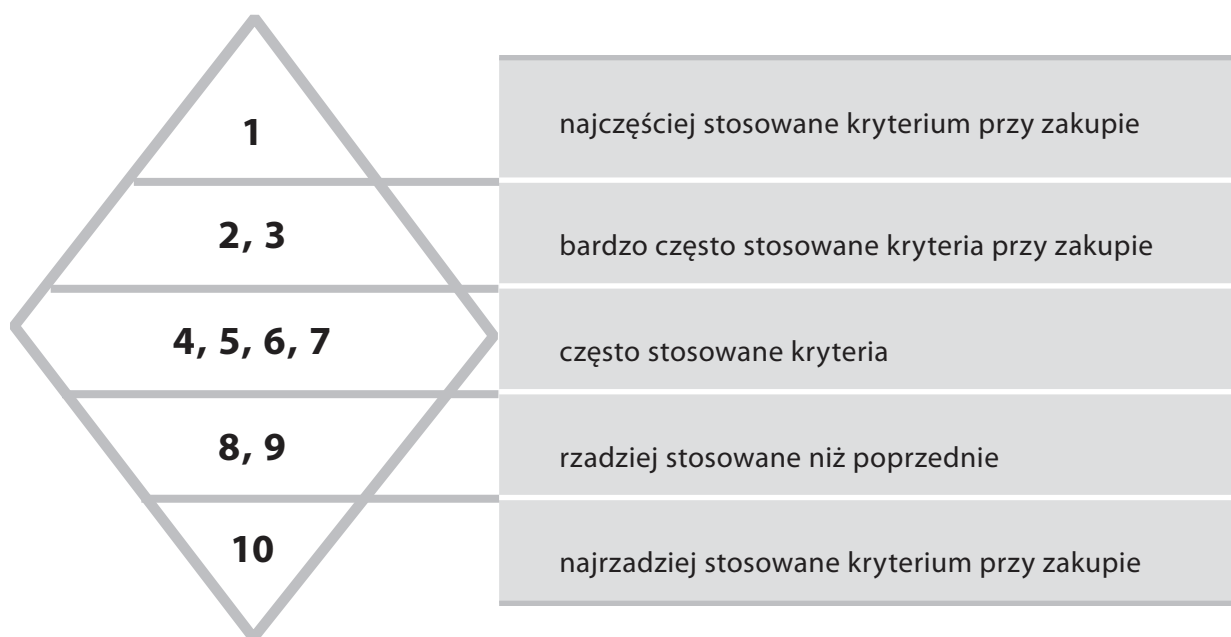 1
najczęściej stosowane kryterium przy zakupie
2, 3
bardzo często stosowane kryteria przy zakupie
4, 5, 6, 7
często stosowane kryteria
8, 9
rzadziej stosowane niż poprzednie
10
najrzadziej stosowane kryterium przy zakupie